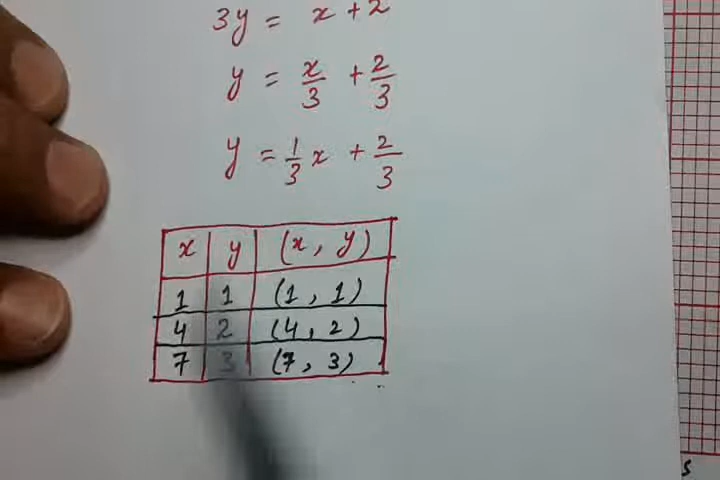 3y = x + 2
y = x/3 + 2/3
y = 1/3 x + 2/3
x y (x, y)
1 1 (1, 1)
4 2 (4, 2)
7 3 (7, 3)
s